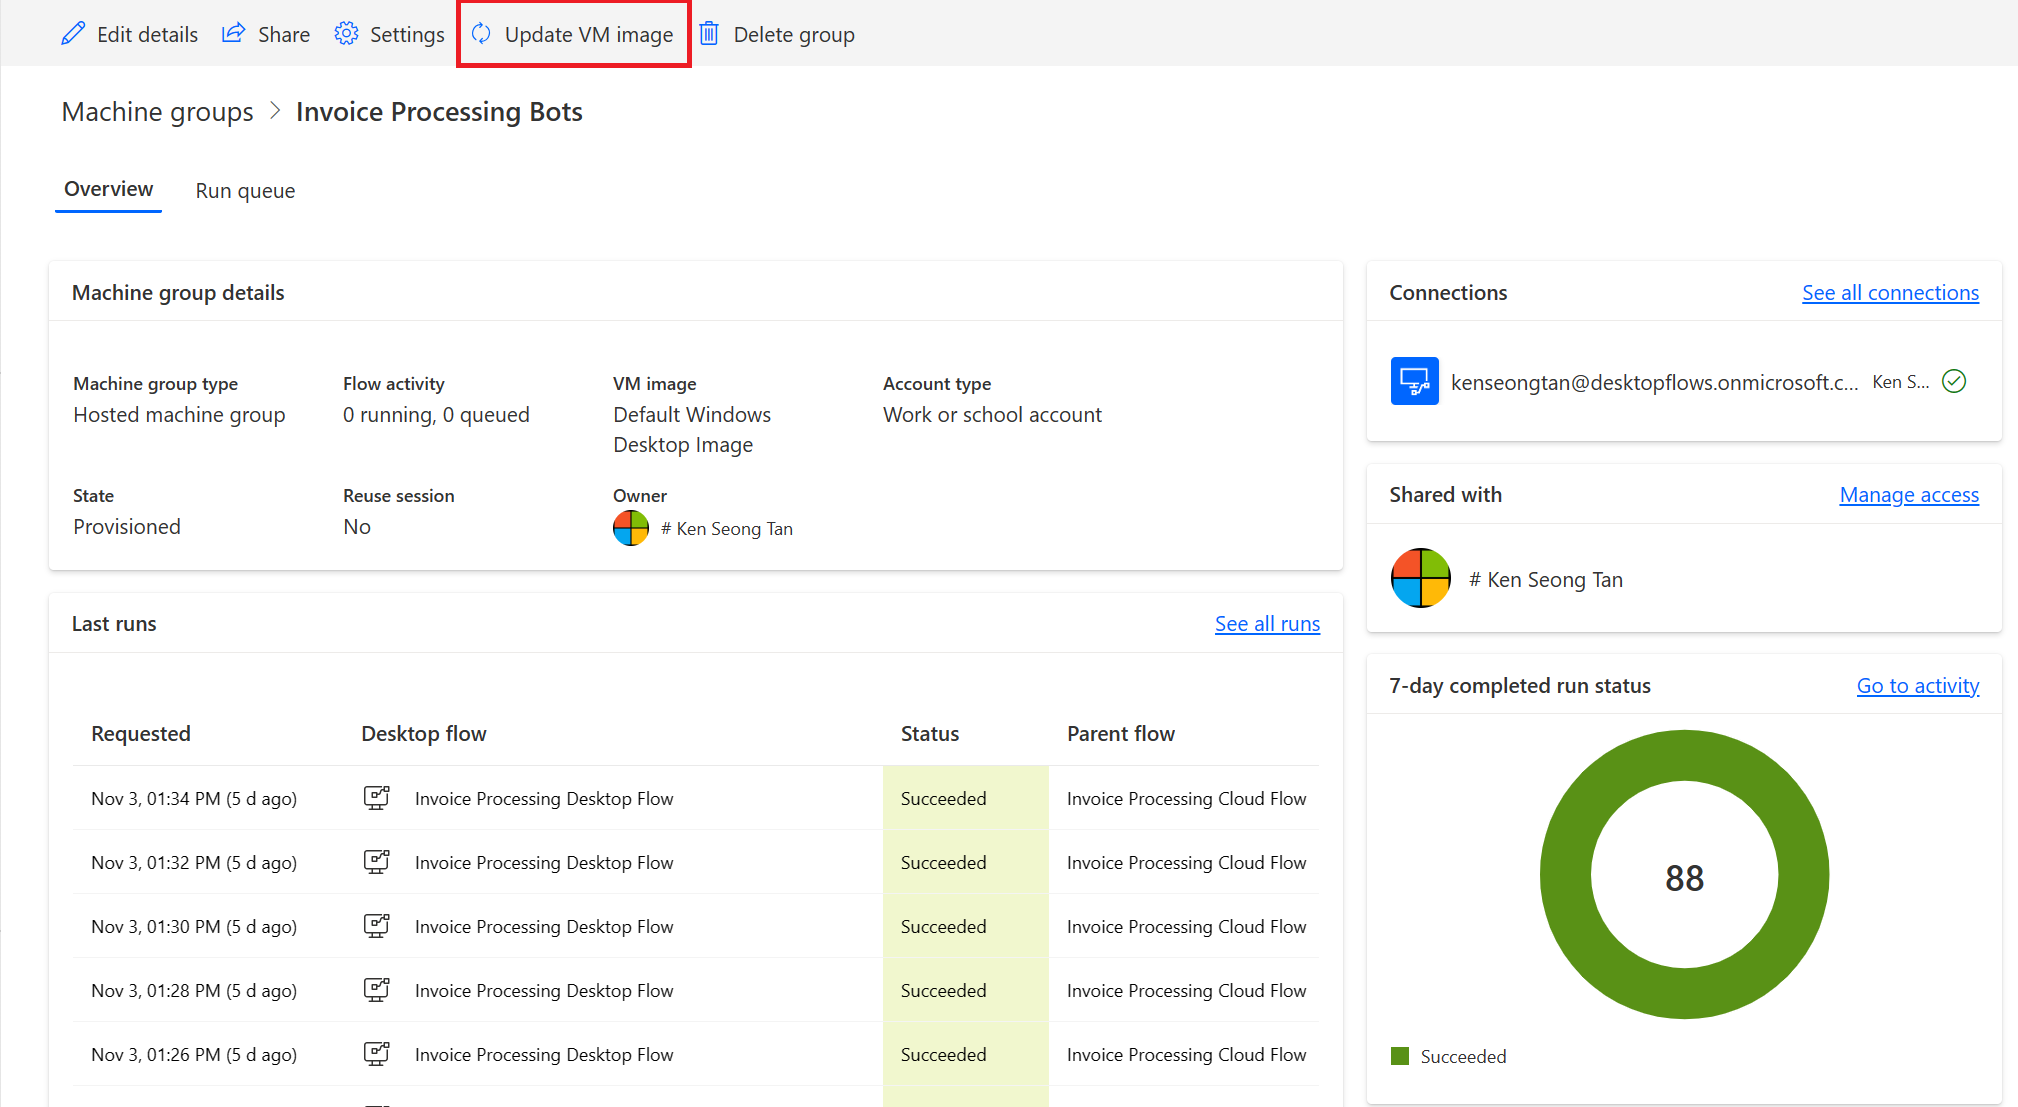 Edit details Share Settings Update VM image Delete group
Machine groups > Invoice Processing Bots
Overview Run queue
Machine group details
Machine group type Flow activity VM image Account type
Hosted machine group 0 running, 0 queued Default Windows Work or school account
Desktop Image
State Reuse session Owner
Provisioned No # Ken Seong Tan
Last runs See all runs
Requested Desktop flow Status Parent flow
Nov 3, 01:34 PM (5 d ago) Invoice Processing Desktop Flow Succeeded Invoice Processing Cloud Flow
Nov 3, 01:32 PM (5 d ago) Invoice Processing Desktop Flow Succeeded Invoice Processing Cloud Flow
Nov 3, 01:30 PM (5 d ago) Invoice Processing Desktop Flow Succeeded Invoice Processing Cloud Flow
Nov 3, 01:28 PM (5 d ago) Invoice Processing Desktop Flow Succeeded Invoice Processing Cloud Flow
Nov 3, 01:26 PM (5 d ago) Invoice Processing Desktop Flow Succeeded Invoice Processing Cloud Flow
Connections See all connections
kenseongtan@desktopflows.onmicrosoft.c... Ken S...
Shared with Manage access
# Ken Seong Tan
7-day completed run status Go to activity
88
Succeeded